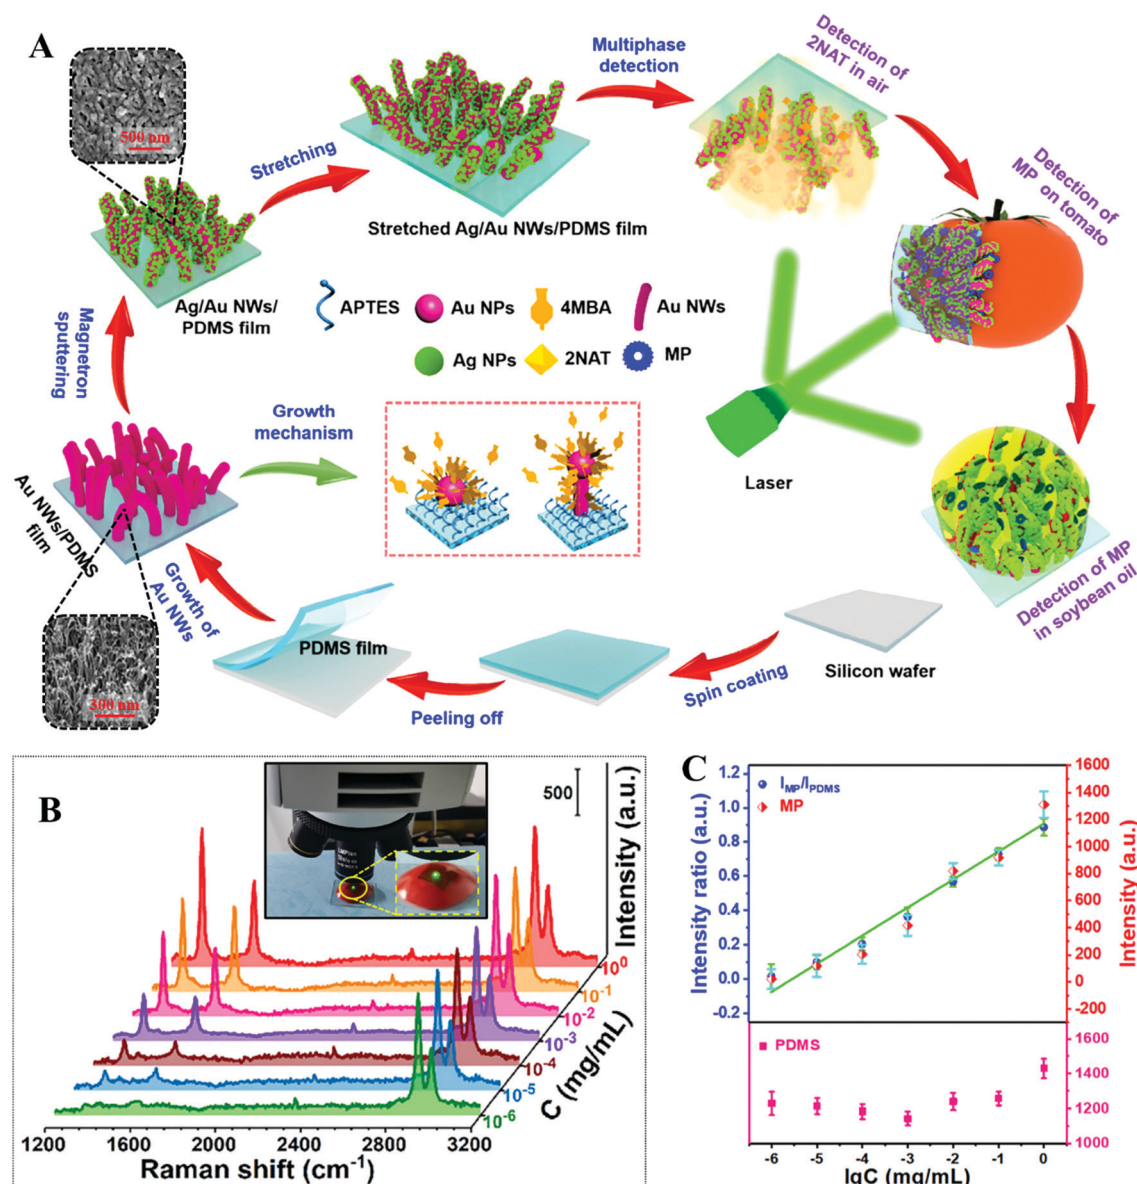 A
500 nm
Stretching
Multiphase
detection
Detection of
2NAT in air
Detection of
MP on tomato
Stretched Ag/Au NWs/PDMS film
Ag/Au NWs/
PDMS film
APTES
Au NPs
4MBA
Au NWs
Ag NPs
2NAT
MP
Magnetron
sputtering
Growth
mechanism
Laser
Au NWs/PDMS
film
Growth of
Au NWs
300 nm
PDMS film
Peeling off
Spin coating
Silicon wafer
Detection of MP
in soybean oil
B
500
Intensity (a.u.)
10^0
10^-1
10^-2
10^-3
10^-4
10^-5
10^-6
C (mg/mL)
1200 1600 2000 2400 2800 3200
Raman shift (cm^-1)
C
I_MP/I_PDMS
MP
1.2
1.0
0.8
0.6
0.4
0.2
0.0
-0.2
Intensity ratio (a.u.)
1600
1400
1200
1000
800
600
400
200
0
-200
Intensity (a.u.)
PDMS
1400
1200
1000
-6 -5 -4 -3 -2 -1 0
lgC (mg/mL)